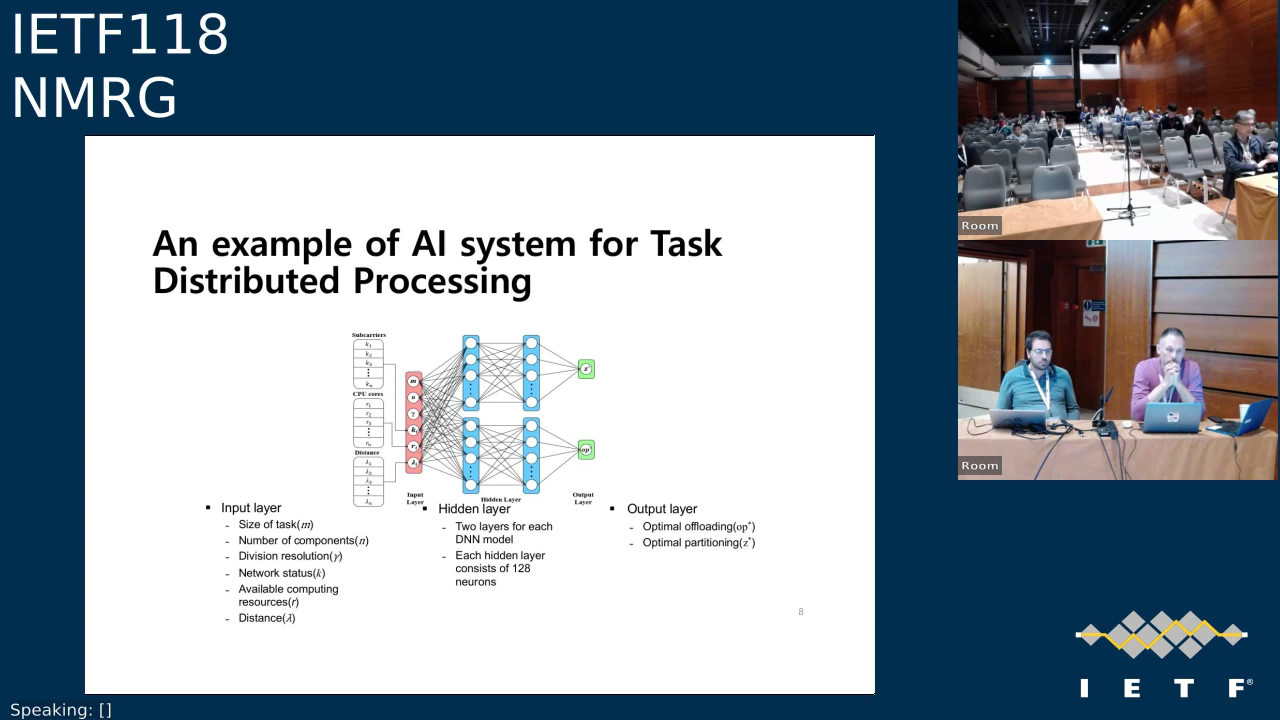 IETF118
NMRG
An example of AI system for Task
Distributed Processing
Subcarriers
k₁
k₂
k₃
⋮
kₙ
CPU cores
r₁
r₂
r₃
⋮
rₙ
Distance
λ₁
λ₂
λ₃
⋮
λₙ
m
n
γ
λⱼ
z*
op*
Input
Layer
Hidden Layer
Output
Layer
▪ Input layer
- Size of task(m)
- Number of components(n)
- Division resolution(γ)
- Network status(k)
- Available computing
resources(r)
- Distance(λ)
▪ Hidden layer
- Two layers for each
DNN model
- Each hidden layer
consists of 128
neurons
▪ Output layer
- Optimal offloading(op*)
- Optimal partitioning(z*)
8
Room
Room
I E T F®
Speaking: []